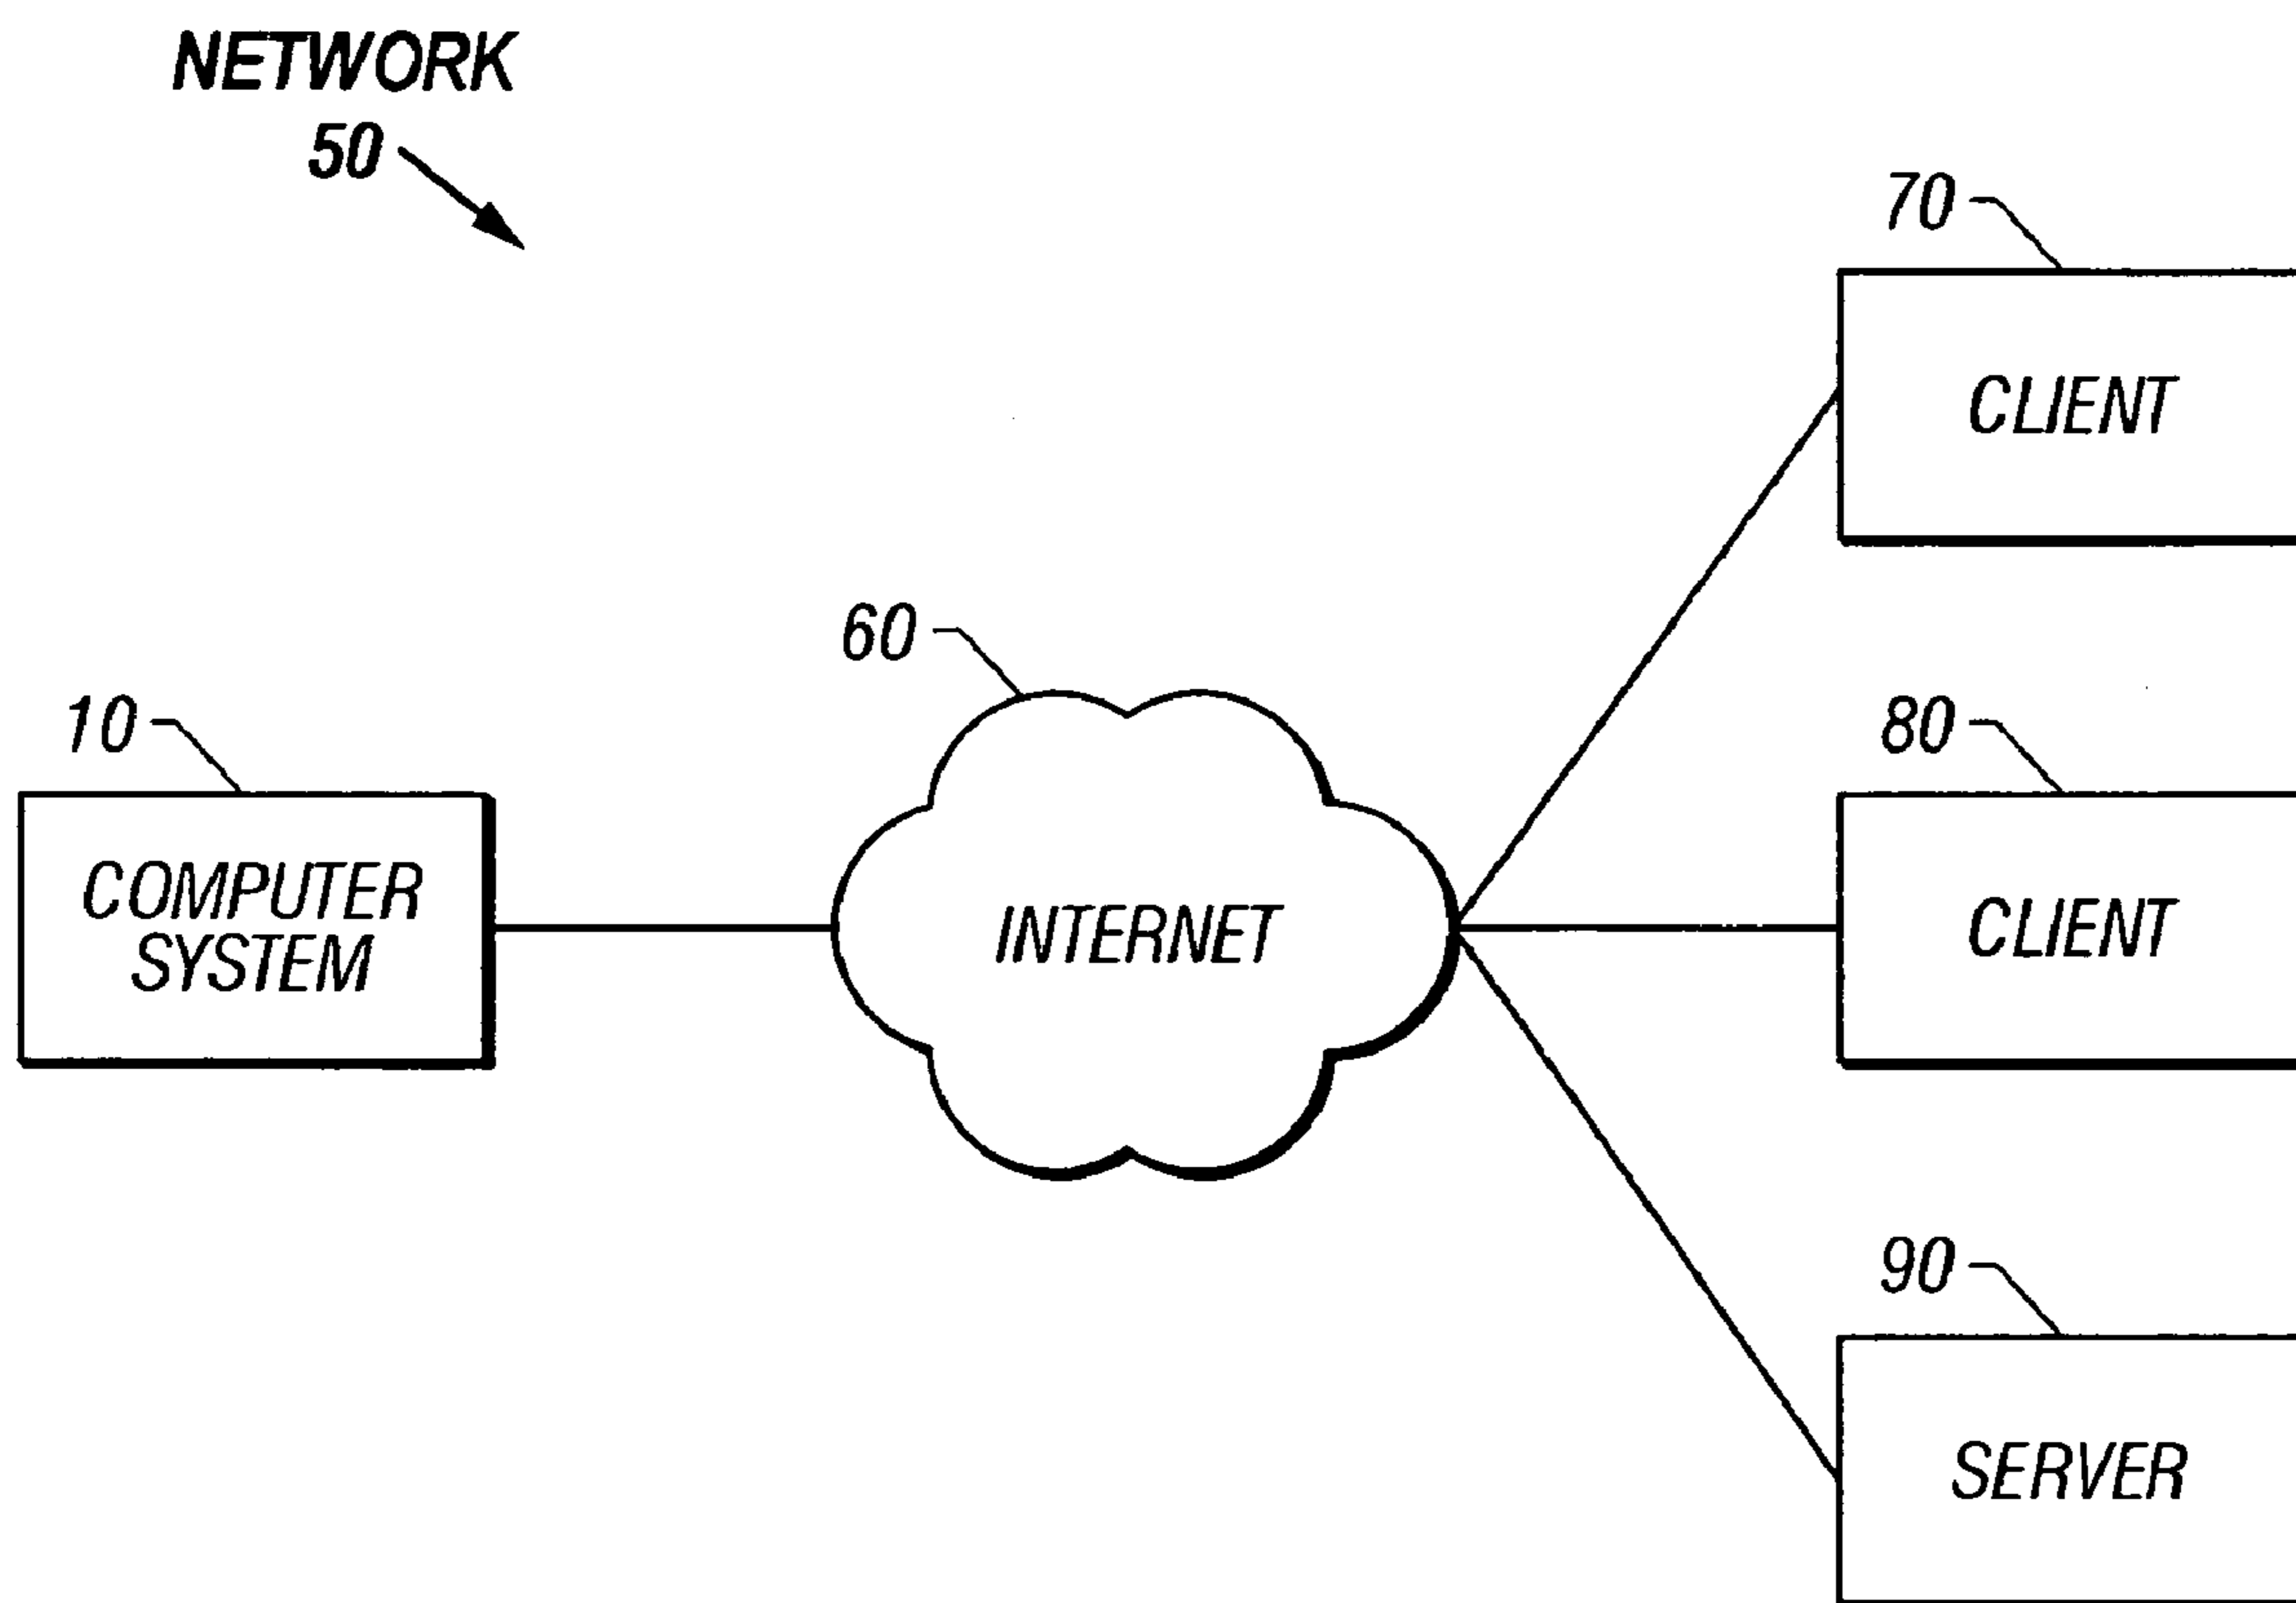 NETWORK
50
70
CLIENT
60
10
80
COMPUTER
SYSTEM
INTERNET
CLIENT
90
SERVER